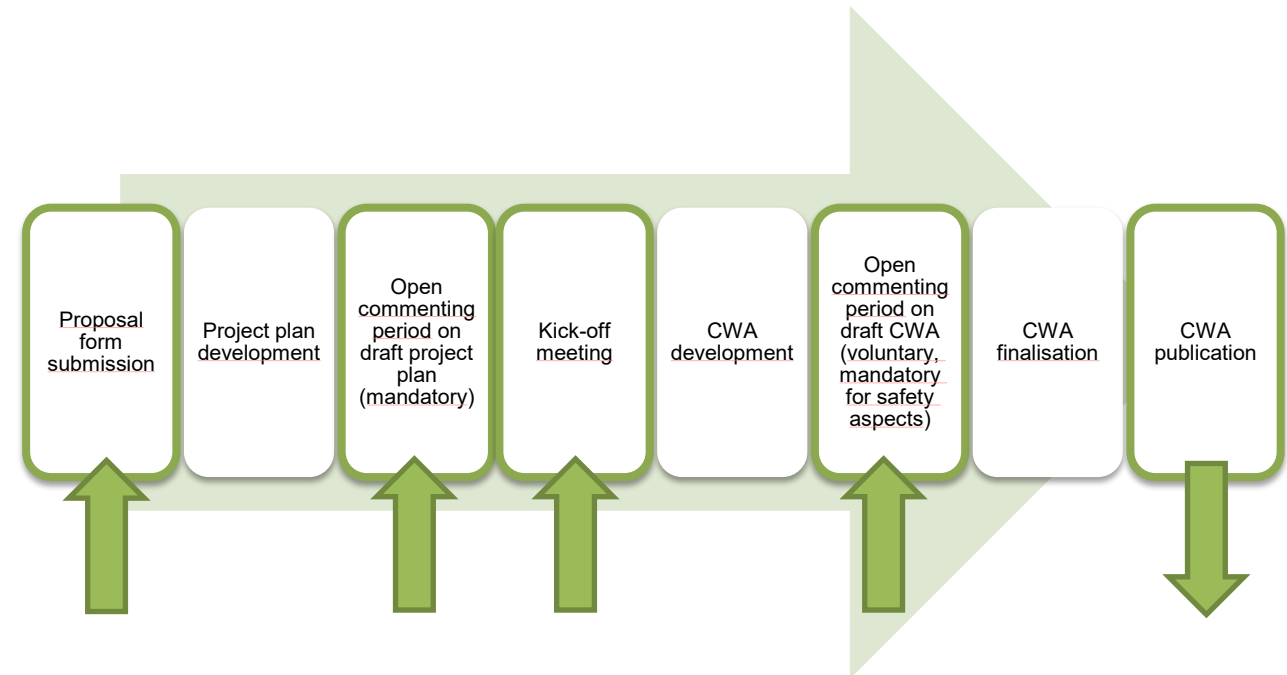 Proposal
form
submission
Project plan
development
Open
commenting
period on
draft project
plan
(mandatory)
Kick-off
meeting
CWA
development
Open
commenting
period on
draft CWA
(voluntary,
mandatory
for safety
aspects)
CWA
finalisation
CWA
publication